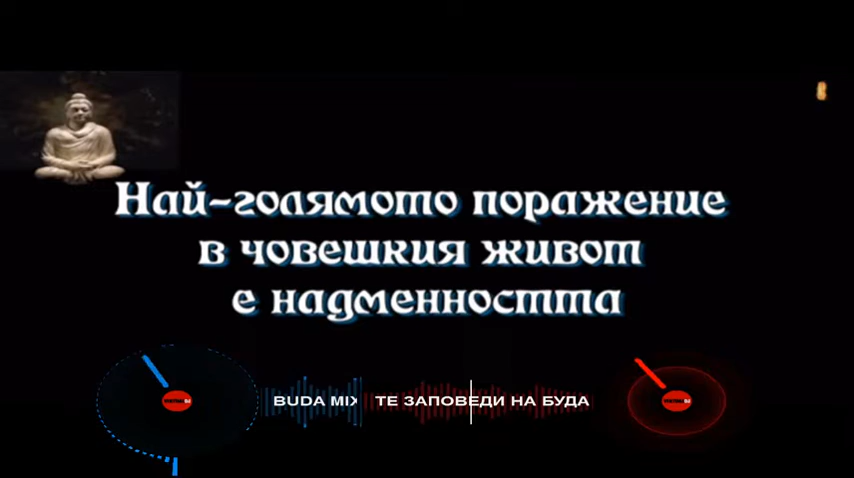 Най-голямото поражение
в човешкия живот
е надменността
BUDA MIX
ТЕ ЗАПОВЕДИ НА БУДА